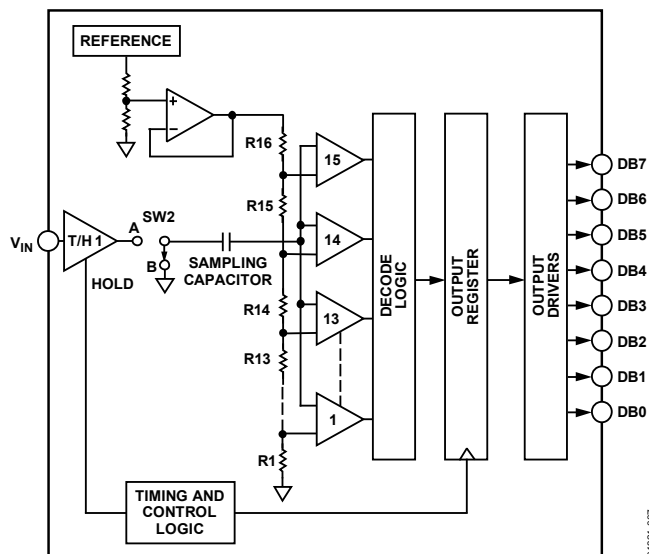 REFERENCE
+
–
R16
15
DB7
R15
DB6
VIN
T/H 1
A
SW2
14
DB5
B
SAMPLING
CAPACITOR
HOLD
DECODE
LOGIC
OUTPUT
REGISTER
OUTPUT
DRIVERS
DB4
R14
13
DB3
R13
DB2
DB1
1
DB0
R1
TIMING AND
CONTROL
LOGIC